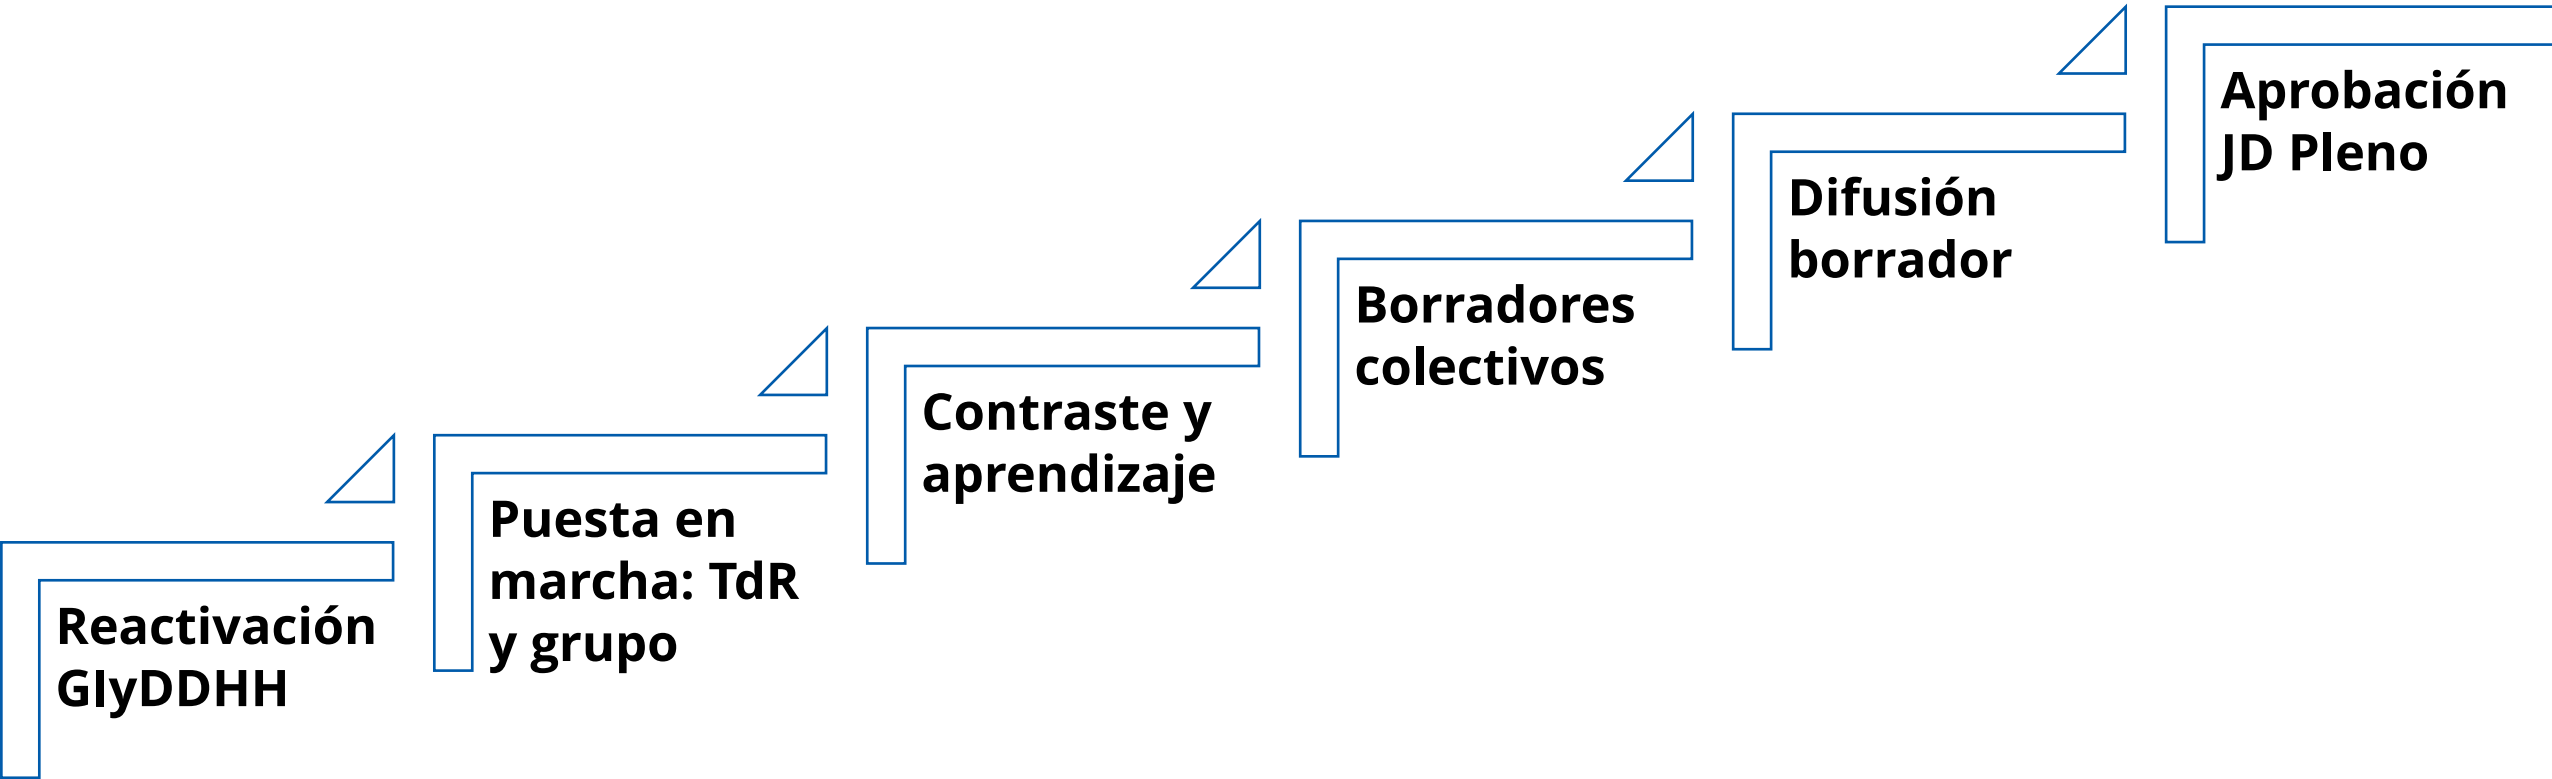 Reactivación
GIyDDHH
Puesta en
marcha: TdR
y grupo
Contraste y
aprendizaje
Borradores
colectivos
Difusión
borrador
Aprobación
JD Pleno